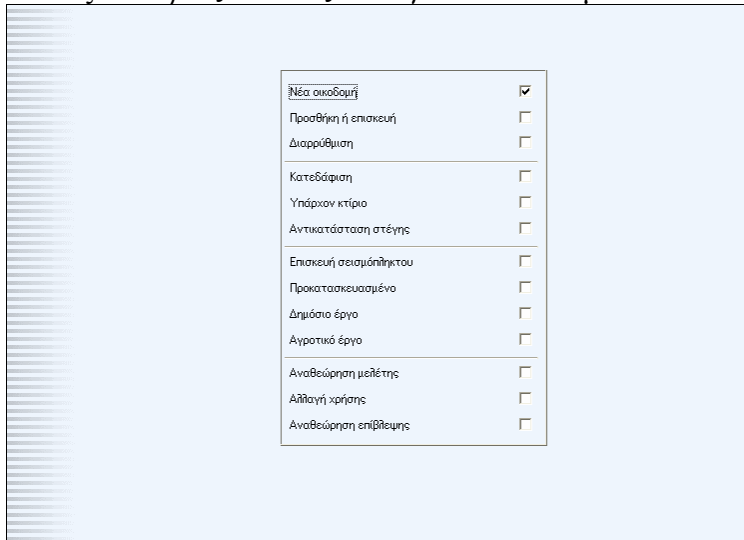 Νέα οικοδομή
Προσθήκη ή επισκευή
Διαρρύθμιση
Κατεδάφιση
Υπάρχον κτίριο
Αντικατάσταση στέγης
Επισκευή σεισμόπληκτου
Προκατασκευασμένο
Δημόσιο έργο
Αγροτικό έργο
Αναθεώρηση μελέτης
Αλλαγή χρήσης
Αναθεώρηση επίβλεψης